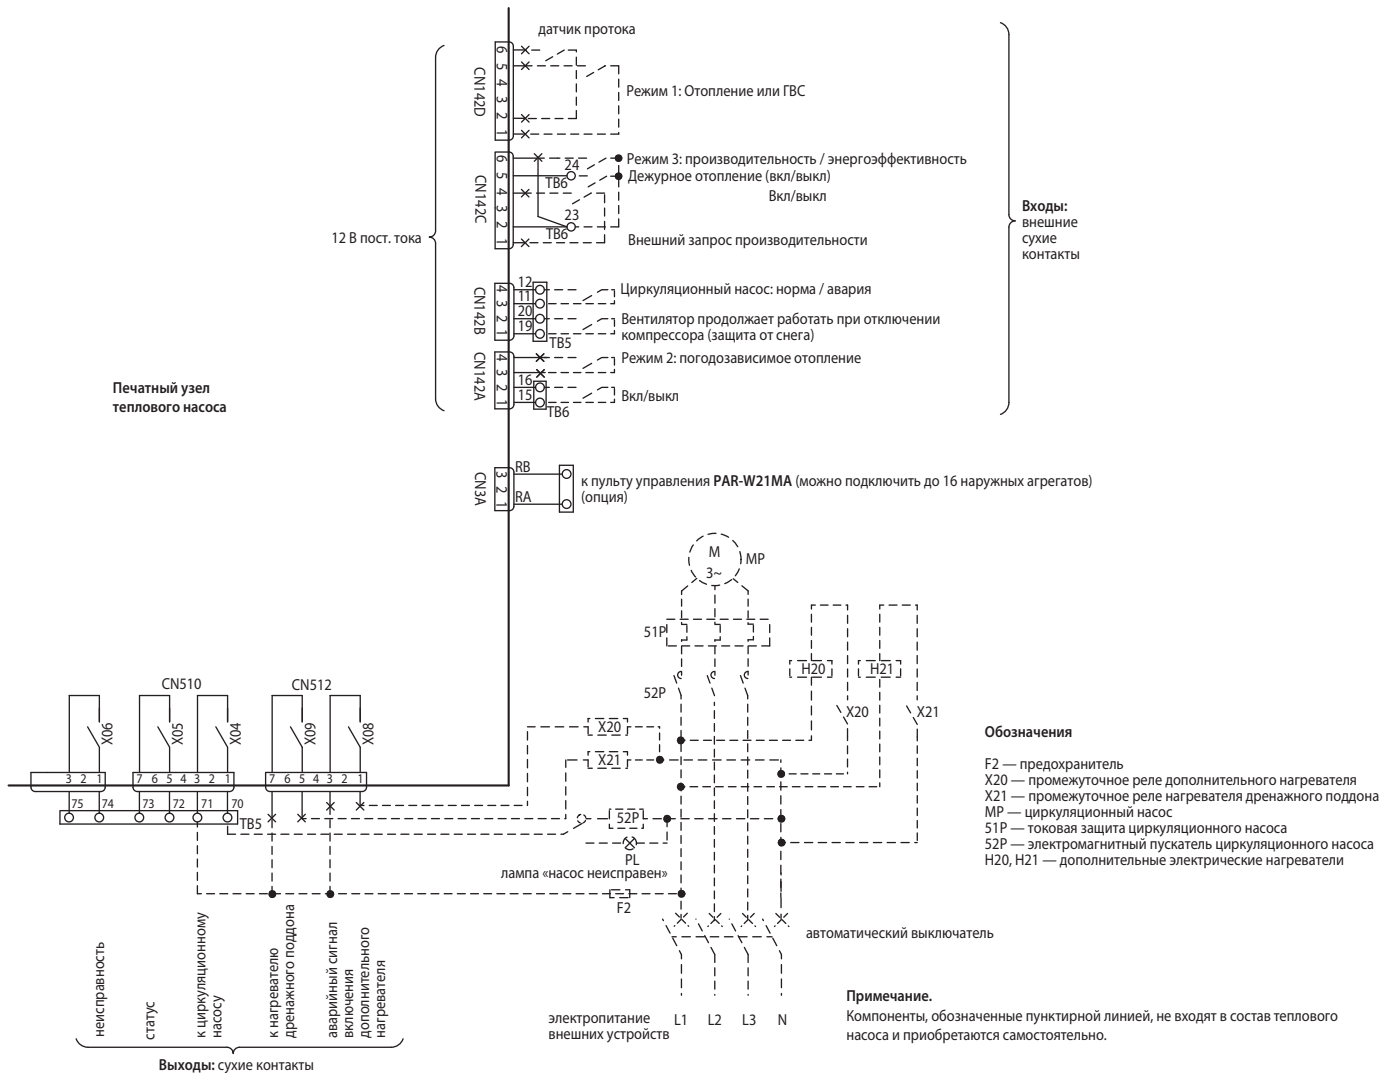 датчик протока
CN142D
6
5
4
3
2
1
Режим 1: Отопление или ГВС
CN142C
6
5
4
3
2
1
24
TB6
23
TB6
Режим 3: производительность / энергоэффективность
Дежурное отопление (вкл/выкл)
Вкл/выкл
Внешний запрос производительности
12 В пост. тока
Входы:
внешние
сухие
контакты
CN142B
4
3
2
1
12
11
20
19
TB5
Циркуляционный насос: норма / авария
Вентилятор продолжает работать при отключении
компрессора (защита от снега)
CN142A
4
3
2
1
16
15
TB6
Режим 2: погодозависимое отопление
Вкл/выкл
Печатный узел
теплового насоса
CN3A
3
2
1
RB
RA
к пульту управления PAR-W21MA (можно подключить до 16 наружных агрегатов)
(опция)
M
3~
MP
51P
52P
H20
H21
X20
X21
CN510
CN512
X06
X05
X04
X09
X08
3 2 1
7 6 5 4 3 2 1
7 6 5 4 3 2 1
75 74 73 72 71 70
TB5
X20
X21
52P
PL
лампа «насос неисправен»
F2
автоматический выключатель
электропитание
внешних устройств
L1 L2 L3 N
неисправность
статус
к циркуляционному
насосу
к нагревателю
дренажного поддона
аварийный сигнал
включения
дополнительного
нагревателя
Выходы: сухие контакты
Обозначения
F2 — предохранитель
X20 — промежуточное реле дополнительного нагревателя
X21 — промежуточное реле нагревателя дренажного поддона
MP — циркуляционный насос
51P — токовая защита циркуляционного насоса
52P — электромагнитный пускатель циркуляционного насоса
H20, H21 — дополнительные электрические нагреватели
Примечание.
Компоненты, обозначенные пунктирной линией, не входят в состав теплового
насоса и приобретаются самостоятельно.